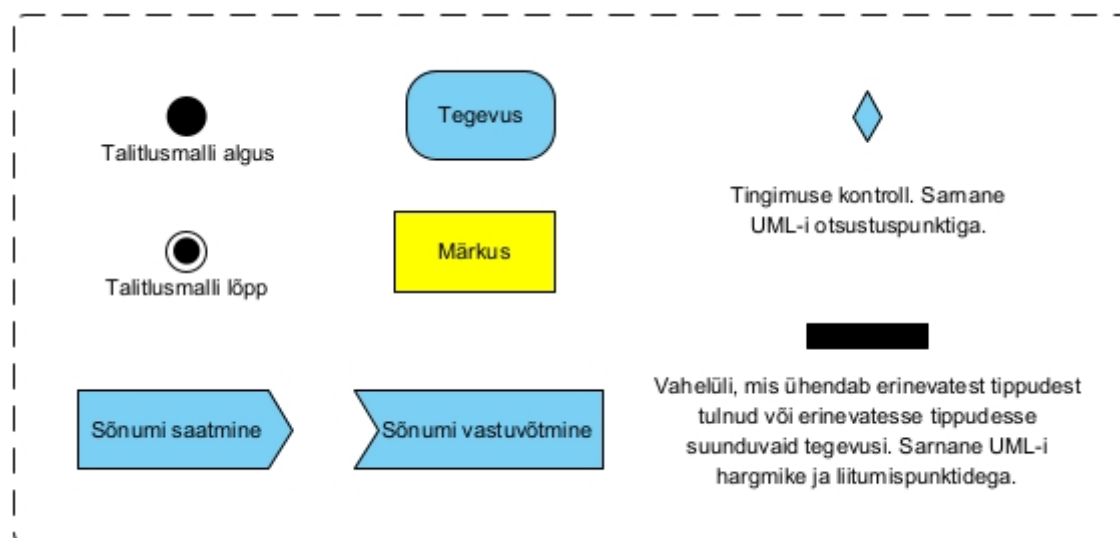 Talitlusmalli algus
Tegevus
Tingimuse kontroll. Sarnane
UML-i otsustuspunktiga.
Talitlusmalli lõpp
Märkus
Sõnumi saatmine
Sõnumi vastuvõtmine
Vahelüli, mis ühendab erinevatest tippudest
tulnud või erinevatesse tippudesse
suunduvaid tegevusi. Sarnane UML-i
hargmike ja liitumispunktidega.